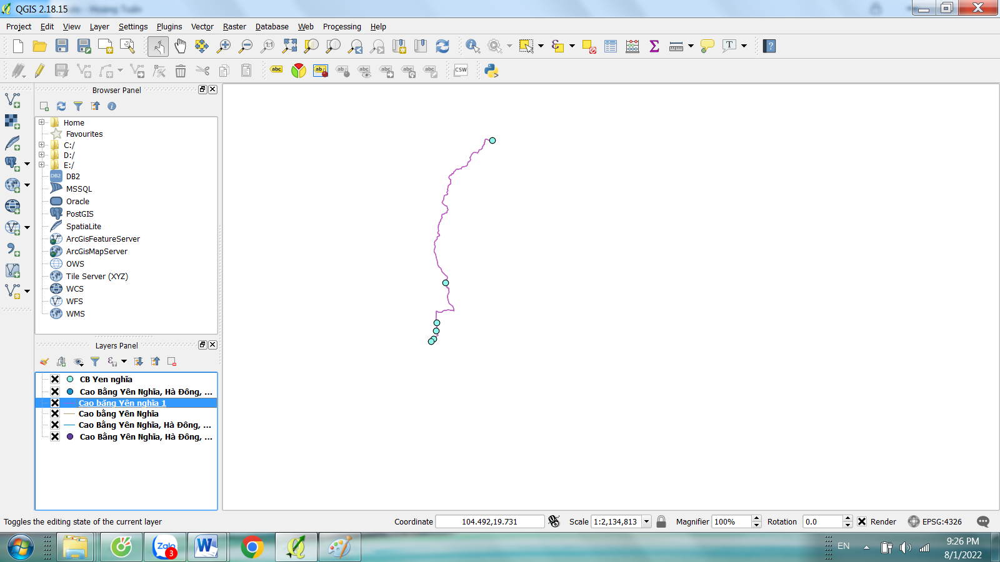 QGIS 2.18.15
Project Edit View Layer Settings Plugins Vector Raster Database Web Processing Help
Browser Panel
Home
Favourites
C:/
D:/
E:/
DB2
MSSQL
Oracle
PostGIS
SpatiaLite
ArcGisFeatureServer
ArcGisMapServer
OWS
Tile Server (XYZ)
WCS
WFS
WMS
Layers Panel
CB Yen nghĩa
Cao Bằng Yên Nghĩa, Hà Đông, ...
Cao bằng Yên nghĩa 1
Cao bằng Yên Nghĩa
Cao Bằng Yên Nghĩa, Hà Đông, ...
Cao Bằng Yên Nghĩa, Hà Đông, ...
Toggles the editing state of the current layer
Coordinate 104.492,19.731 Scale 1:2,134,813 Magnifier 100% Rotation 0.0 Render EPSG:4326
EN
9:26 PM
8/1/2022
Zalo
3